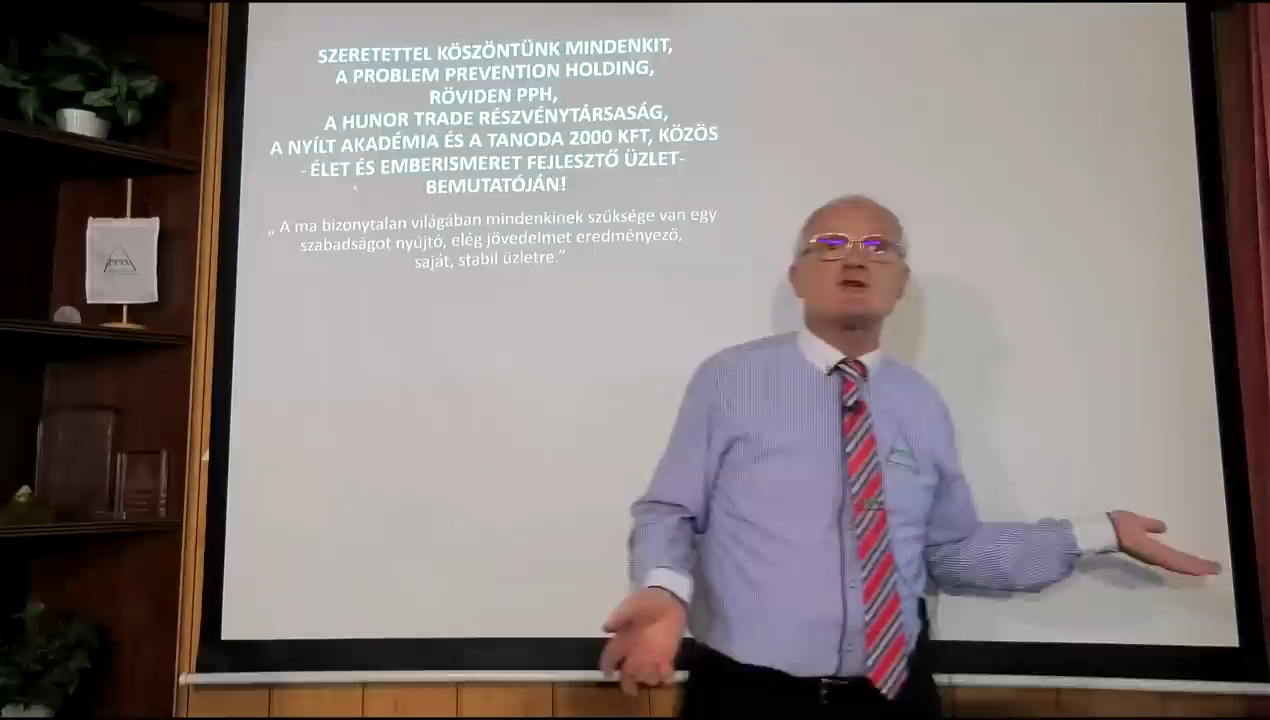 SZERETETTEL KÖSZÖNTÜNK MINDENKIT,
A PROBLEM PREVENTION HOLDING,
RÖVIDEN PPH,
A HUNOR TRADE RÉSZVÉNYTÁRSASÁG,
A NYÍLT AKADÉMIA ÉS A TANODA 2000 KFT, KÖZÖS
- ÉLET ÉS EMBERISMERET FEJLESZTŐ ÜZLET-
BEMUTATÓJÁN!
„ A ma bizonytalan világában mindenkinek szüksége van egy
szabadságot nyújtó, elég jövedelmet eredményező,
saját, stabil üzletre.”